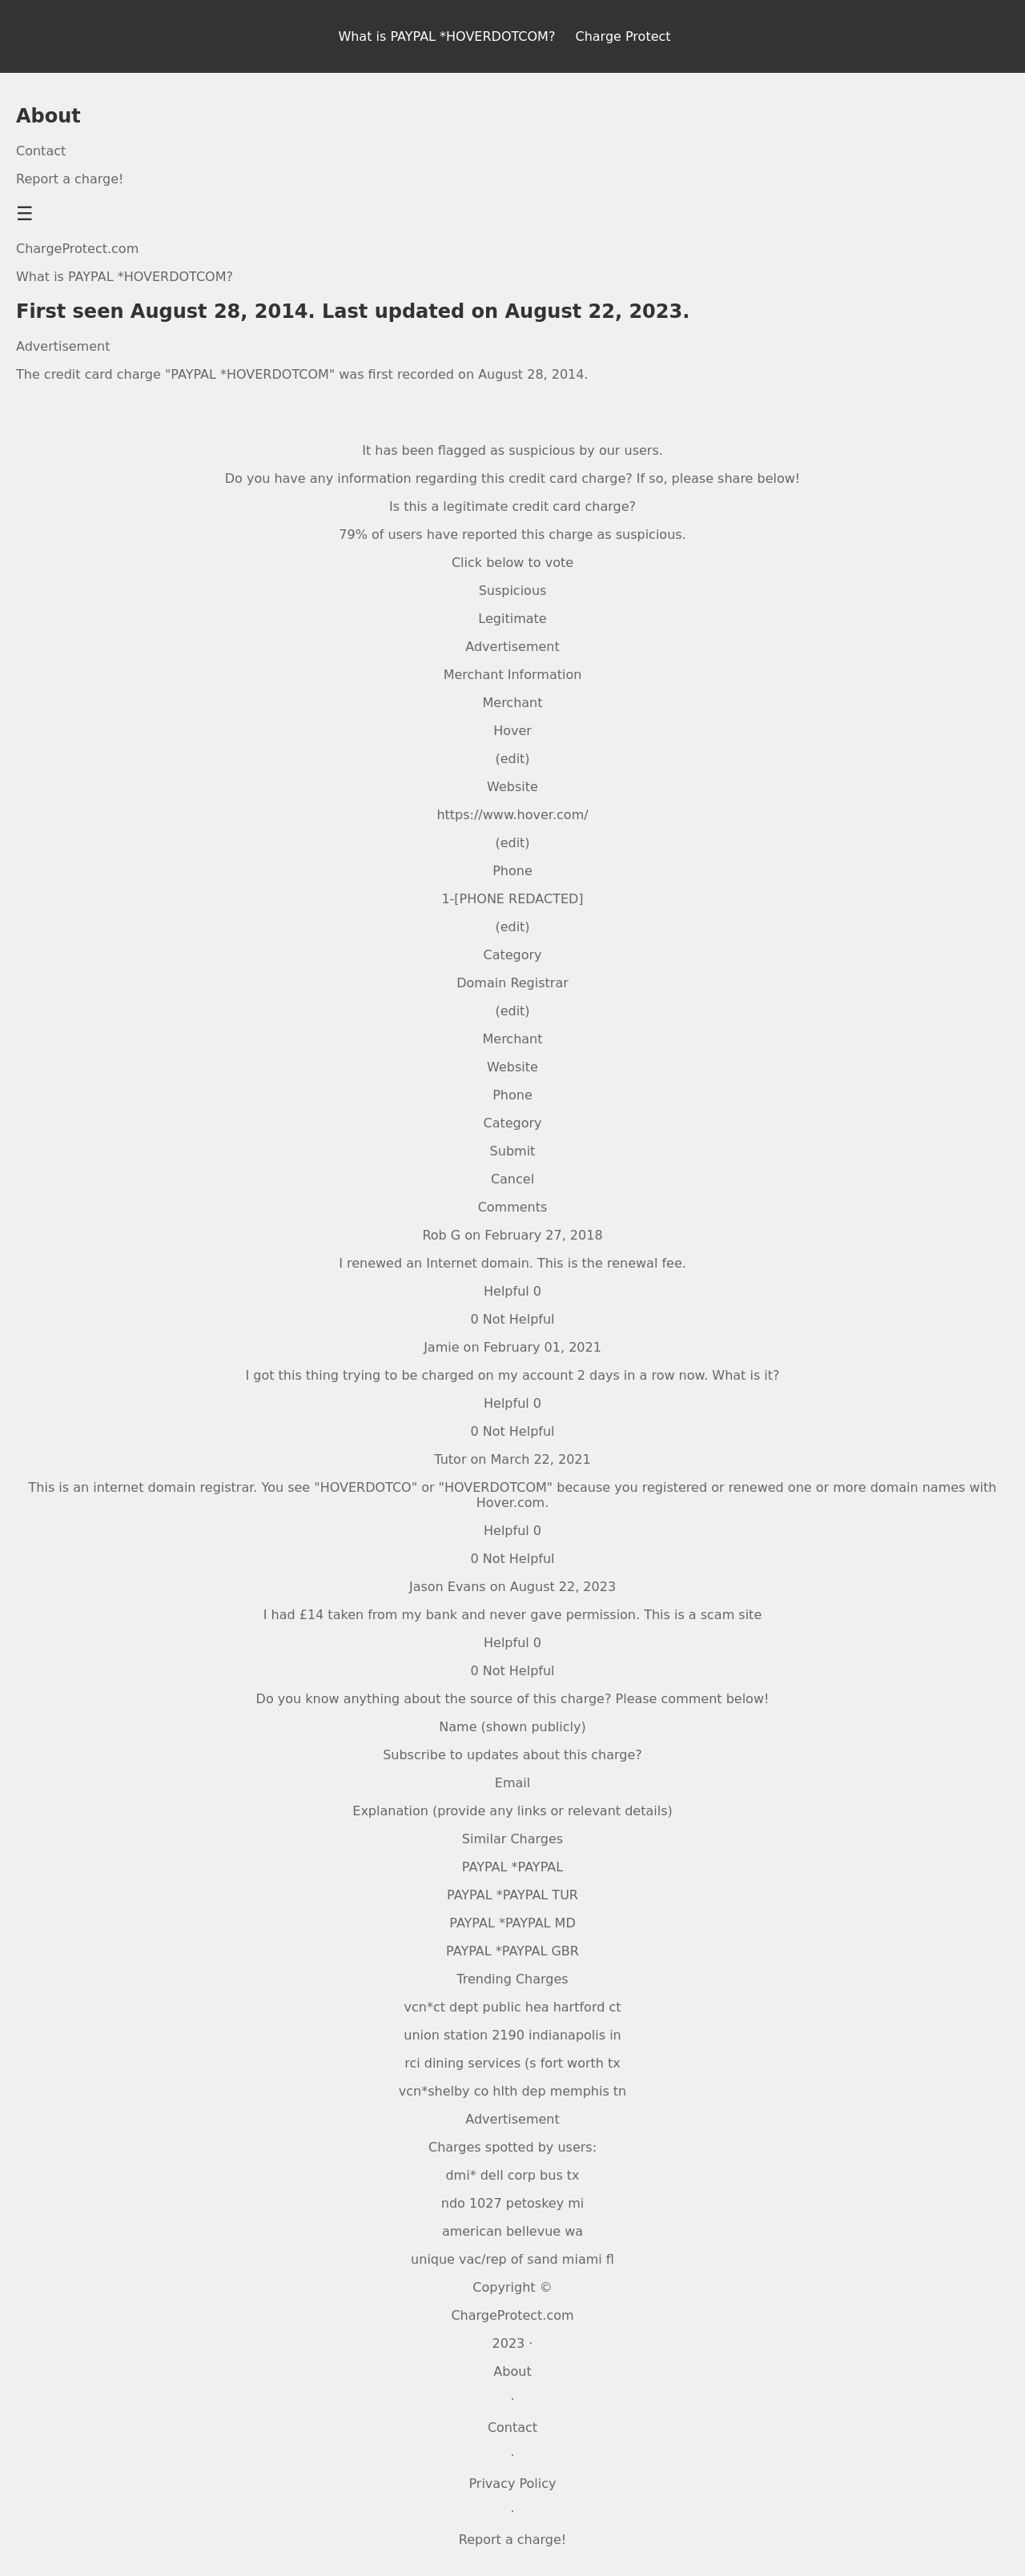 What is PAYPAL *HOVERDOTCOM? Charge Protect
About
Contact
Report a charge!
☰
ChargeProtect.com
What is PAYPAL *HOVERDOTCOM?
First seen August 28, 2014. Last updated on August 22, 2023.
Advertisement
The credit card charge "PAYPAL *HOVERDOTCOM" was first recorded on August 28, 2014.
It has been flagged as suspicious by our users.
Do you have any information regarding this credit card charge? If so, please share below!
Is this a legitimate credit card charge?
79% of users have reported this charge as suspicious.
Click below to vote
Suspicious
Legitimate
Advertisement
Merchant Information
Merchant
Hover
(edit)
Website
https://www.hover.com/
(edit)
Phone
1-[PHONE REDACTED]
(edit)
Category
Domain Registrar
(edit)
Merchant
Website
Phone
Category
Submit
Cancel
Comments
Rob G on February 27, 2018
I renewed an Internet domain. This is the renewal fee.
Helpful 0
0 Not Helpful
Jamie on February 01, 2021
I got this thing trying to be charged on my account 2 days in a row now. What is it?
Helpful 0
0 Not Helpful
Tutor on March 22, 2021
This is an internet domain registrar. You see "HOVERDOTCO" or "HOVERDOTCOM" because you registered or renewed one or more domain names with
Hover.com.
Helpful 0
0 Not Helpful
Jason Evans on August 22, 2023
I had £14 taken from my bank and never gave permission. This is a scam site
Helpful 0
0 Not Helpful
Do you know anything about the source of this charge? Please comment below!
Name (shown publicly)
Subscribe to updates about this charge?
Email
Explanation (provide any links or relevant details)
Similar Charges
PAYPAL *PAYPAL
PAYPAL *PAYPAL TUR
PAYPAL *PAYPAL MD
PAYPAL *PAYPAL GBR
Trending Charges
vcn*ct dept public hea hartford ct
union station 2190 indianapolis in
rci dining services (s fort worth tx
vcn*shelby co hlth dep memphis tn
Advertisement
Charges spotted by users:
dmi* dell corp bus tx
ndo 1027 petoskey mi
american bellevue wa
unique vac/rep of sand miami fl
Copyright ©
ChargeProtect.com
2023 ·
About
·
Contact
·
Privacy Policy
·
Report a charge!